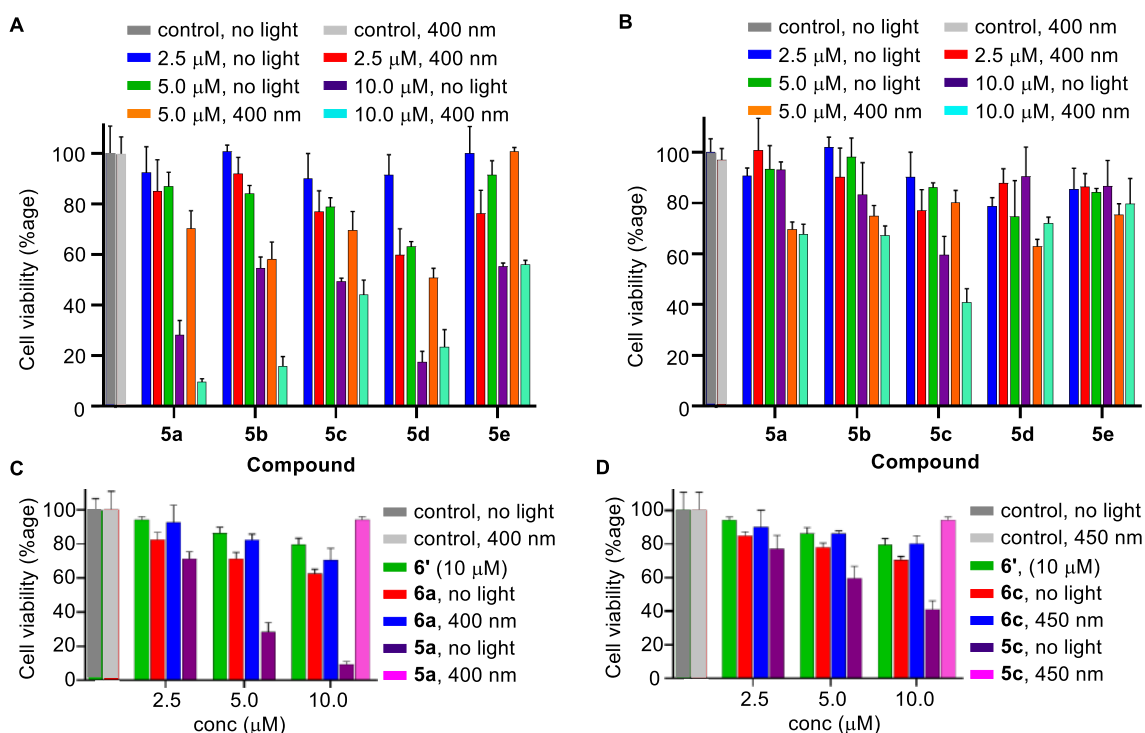 A
control, no light
control, 400 nm
2.5 μM, no light
2.5 μM, 400 nm
5.0 μM, no light
10.0 μM, no light
5.0 μM, 400 nm
10.0 μM, 400 nm
Cell viability (%age)
100
80
60
40
20
0
5a 5b 5c 5d 5e
Compound
B
control, no light
control, 400 nm
2.5 μM, no light
2.5 μM, 400 nm
5.0 μM, no light
10.0 μM, no light
5.0 μM, 400 nm
10.0 μM, 400 nm
Cell viability (%age)
100
80
60
40
20
0
5a 5b 5c 5d 5e
Compound
C
Cell viability (%age)
100
80
60
40
20
0
2.5 5.0 10.0
conc (μM)
control, no light
control, 400 nm
6' (10 μM)
6a, no light
6a, 400 nm
5a, no light
5a, 400 nm
D
Cell viability (%age)
100
80
60
40
20
0
2.5 5.0 10.0
conc (μM)
control, no light
control, 450 nm
6', (10 μM)
6c, no light
6c, 450 nm
5c, no light
5c, 450 nm